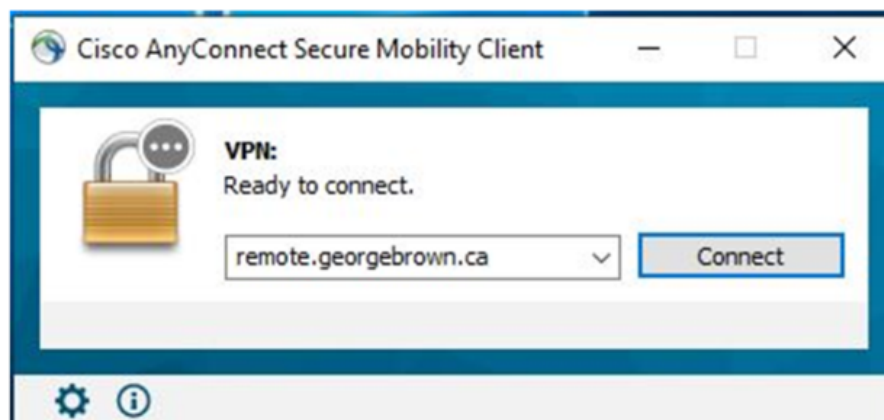 Cisco AnyConnect Secure Mobility Client
VPN:
Ready to connect.
remote.georgebrown.ca
Connect